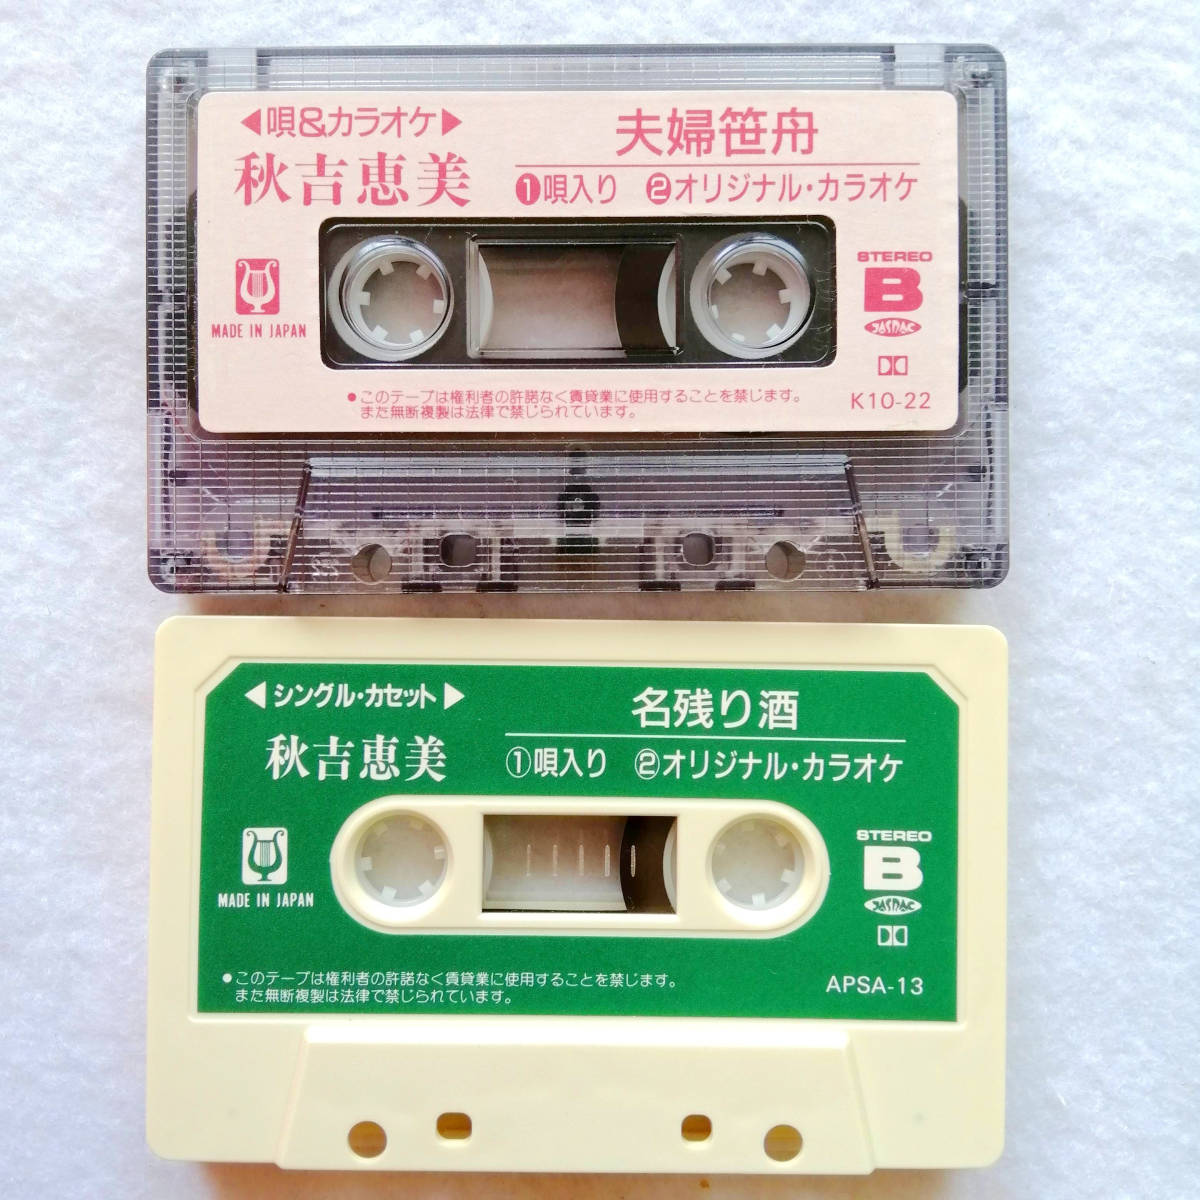 ◀唄&カラオケ▶
秋吉恵美
夫婦笹舟
①唄入り ②オリジナル・カラオケ
MADE IN JAPAN
STEREO
B
JASRAC
K10-22
●このテープは権利者の許諾なく賃貸業に使用することを禁じます。
また無断複製は法律で禁じられています。
◀シングル・カセット▶
秋吉恵美
名残り酒
①唄入り ②オリジナル・カラオケ
MADE IN JAPAN
STEREO
B
JASRAC
APSA-13
●このテープは権利者の許諾なく賃貸業に使用することを禁じます。
また無断複製は法律で禁じられています。